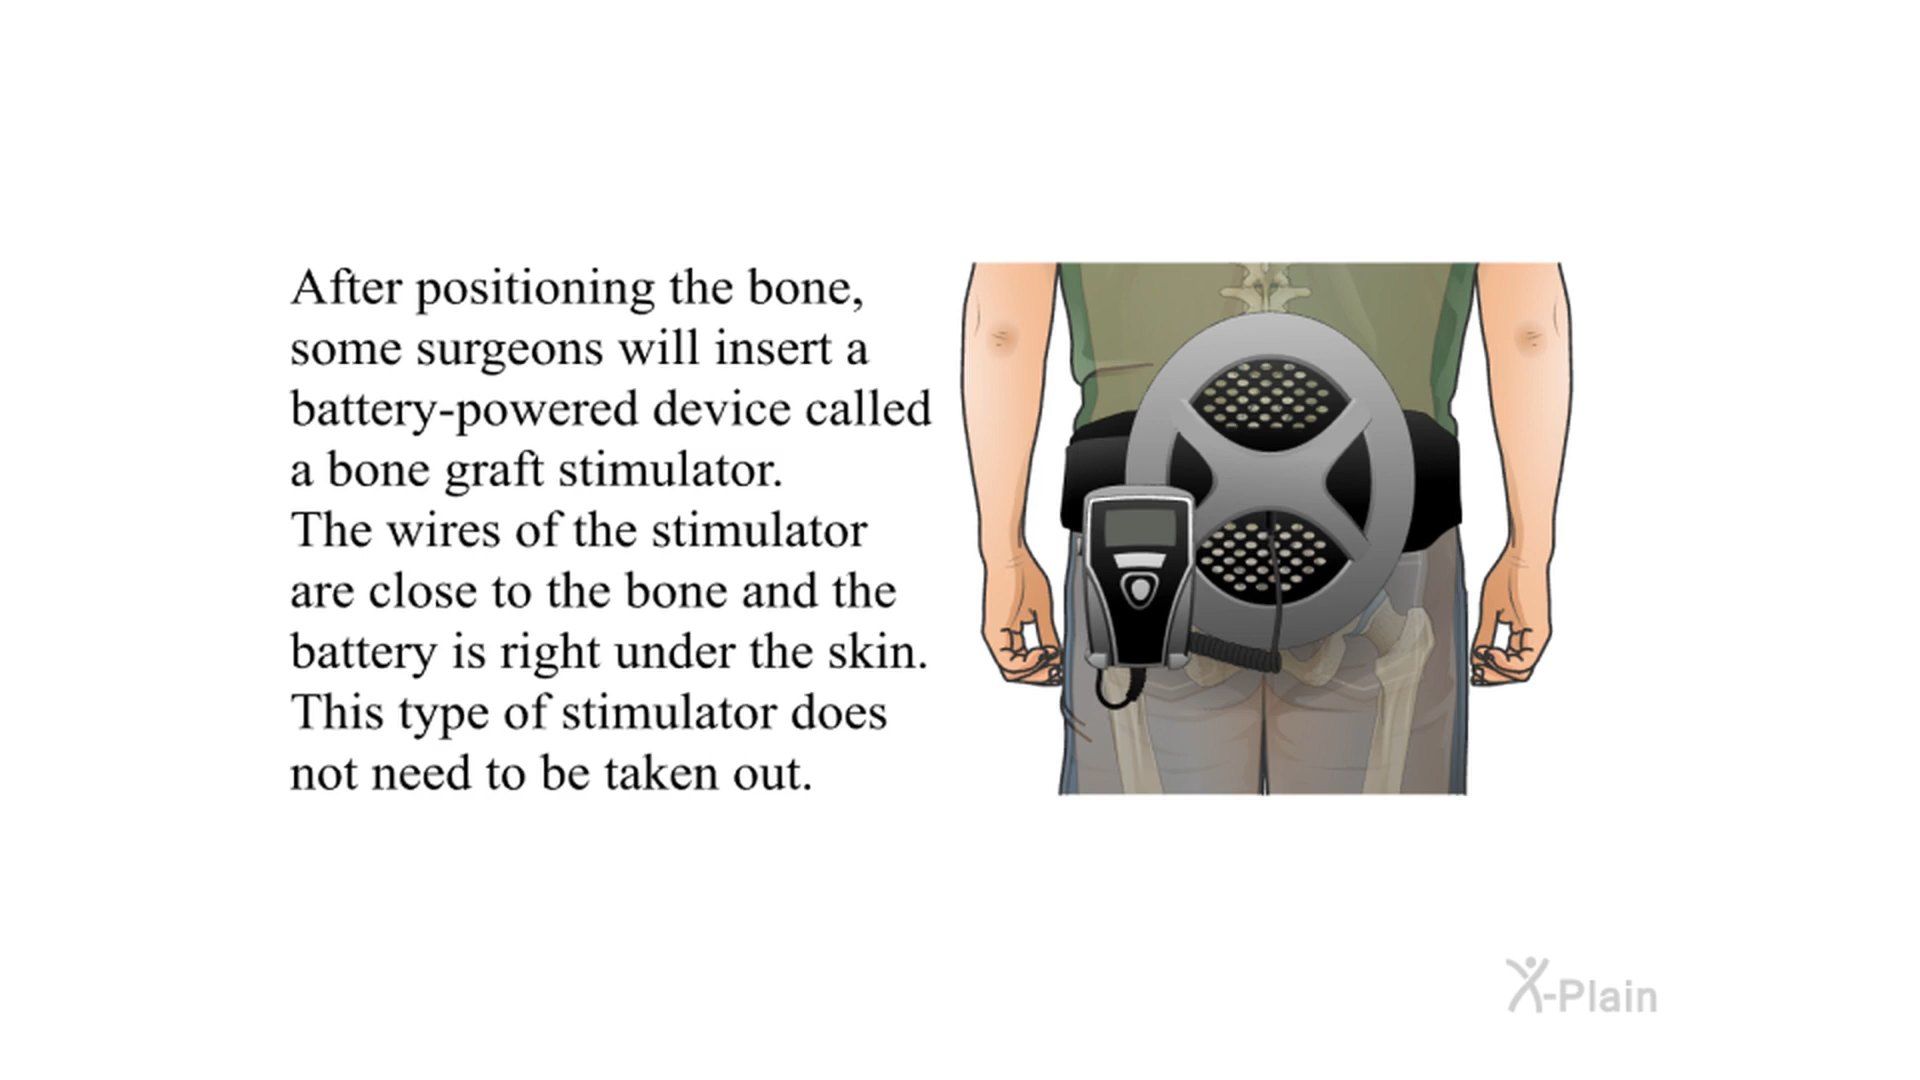 After positioning the bone,
some surgeons will insert a
battery-powered device called
a bone graft stimulator.
The wires of the stimulator
are close to the bone and the
battery is right under the skin.
This type of stimulator does
not need to be taken out.
X-Plain